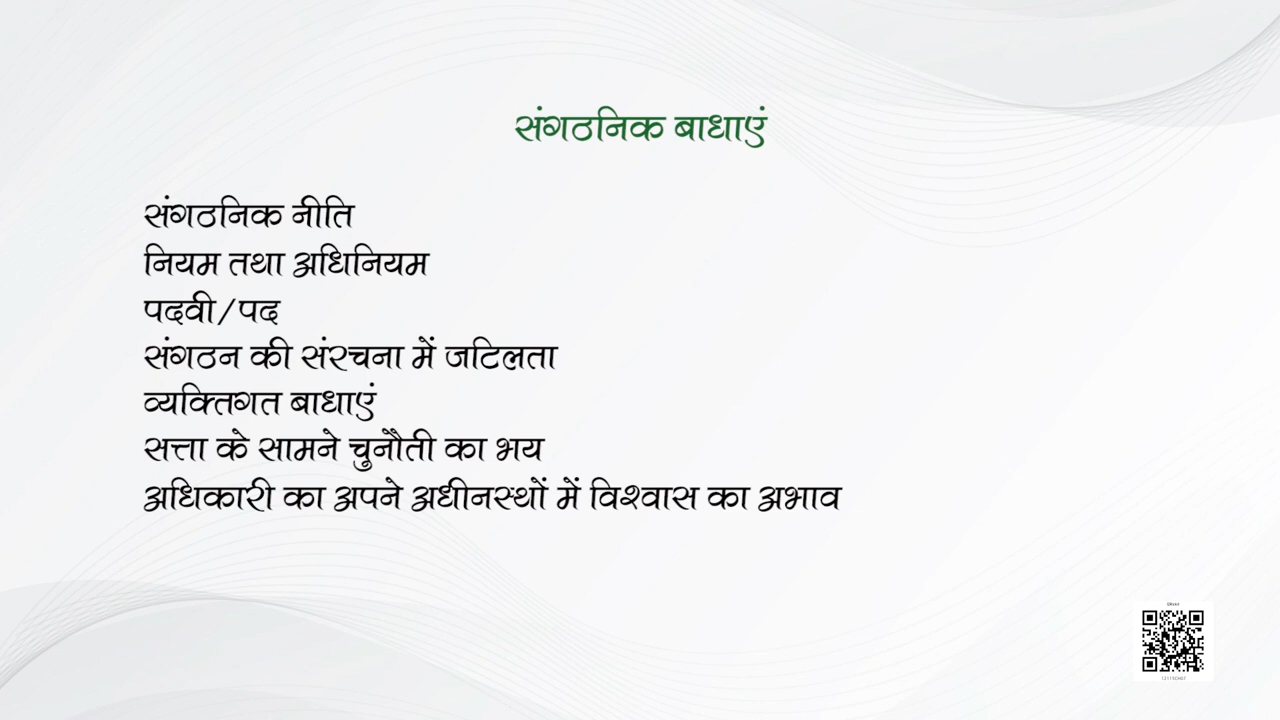 संगठनिक बाधाएं
संगठनिक नीति
नियम तथा अधिनियम
पदवी/पद
संगठन की संरचना में जटिलता
व्यक्तिगत बाधाएं
सत्ता के सामने चुनौती का भय
अधिकारी का अपने अधीनस्थों में विश्वास का अभाव